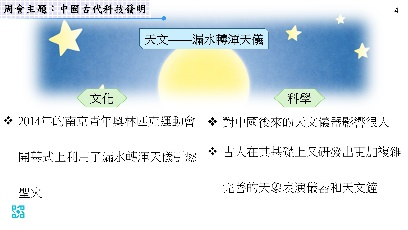 周會主題：中國古代科技發明
4
天文——漏水轉渾天儀
文化
2014年的南京青年奧林匹克運動會
開幕式上利用了漏水轉渾天儀引燃
聖火
科學
對中國後來的天文儀器影響很大
古人在其基礎上又研發出更加複雜
完善的天象表演儀器和天文鐘